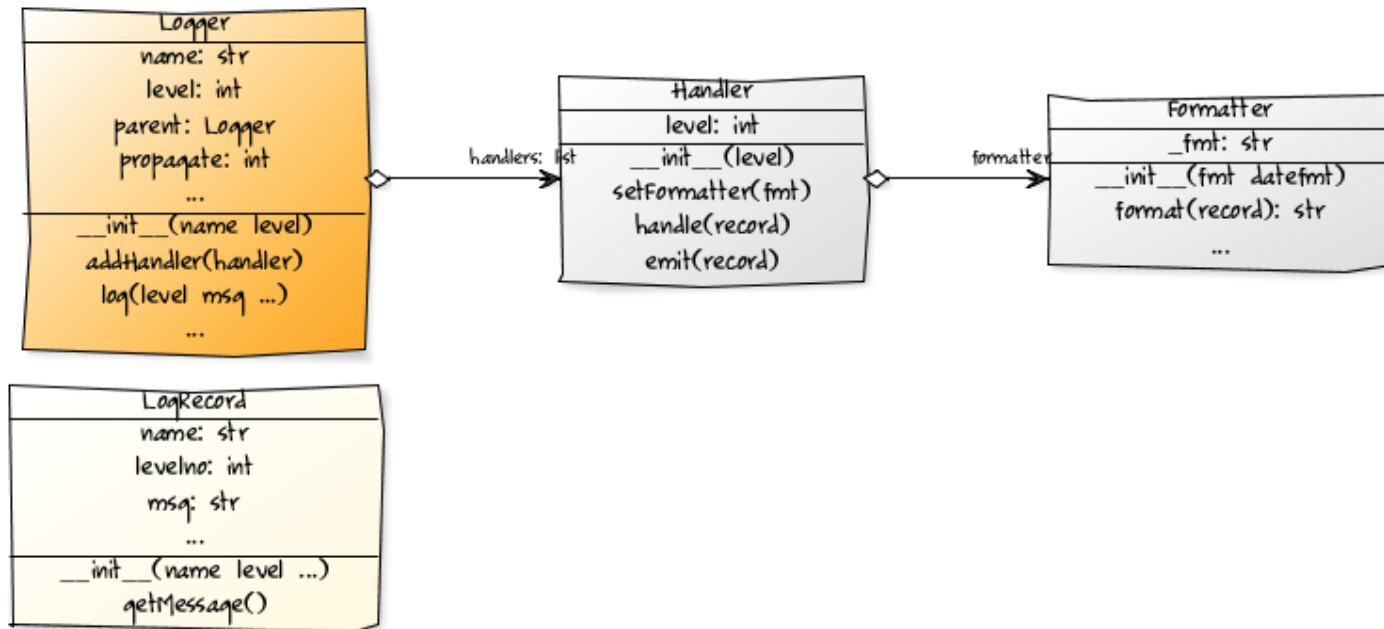 Logger
name: str
level: int
parent: Logger
propagate: int
...
__init__(name level)
addHandler(handler)
log(level msg ...)
...
handlers: list
Handler
level: int
__init__(level)
setFormatter(fmt)
handle(record)
emit(record)
formatter
Formatter
_fmt: str
__init__(fmt datefmt)
format(record): str
...
LogRecord
name: str
levelno: int
msg: str
...
__init__(name level ...)
getMessage()